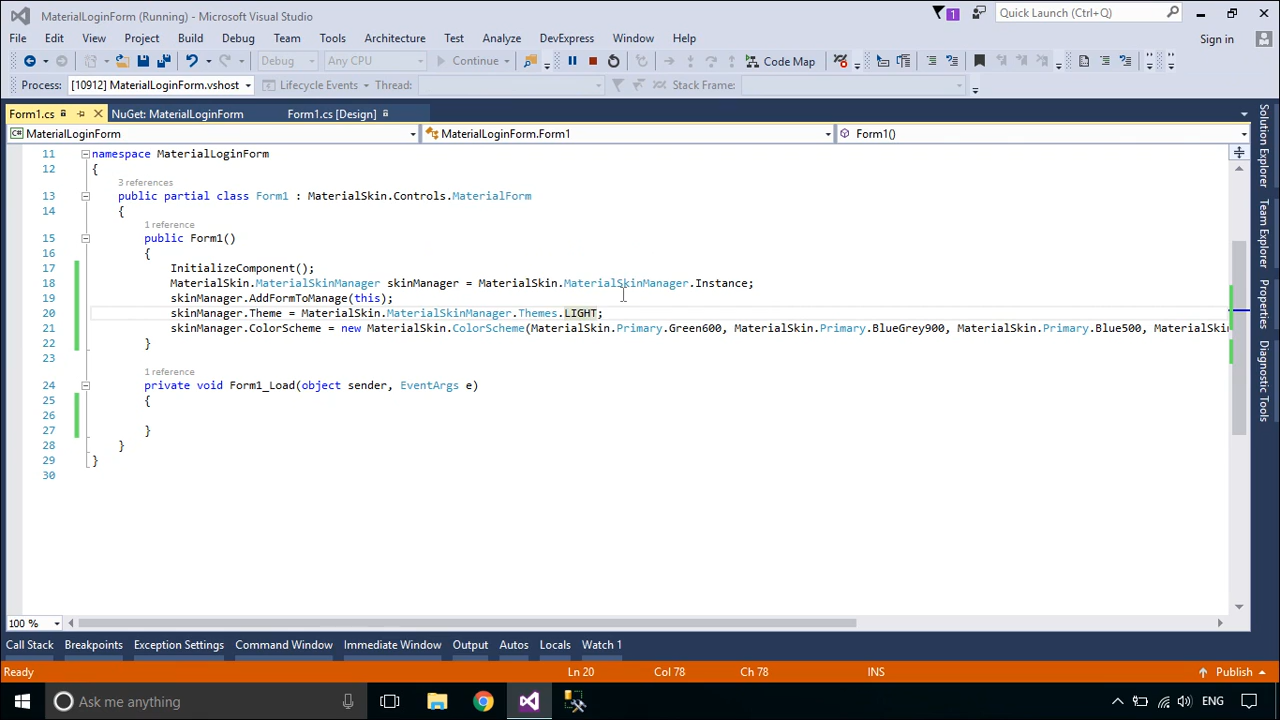 MaterialLoginForm (Running) - Microsoft Visual Studio
1
Quick Launch (Ctrl+Q)
File Edit View Project Build Debug Team Tools Architecture Test Analyze DevExpress Window Help
Sign in
Debug Any CPU Continue Code Map
Process: [10912] MaterialLoginForm.vshost Lifecycle Events Thread: Stack Frame:
Form1.cs NuGet: MaterialLoginForm Form1.cs [Design]
MaterialLoginForm MaterialLoginForm.Form1 Form1()
11 namespace MaterialLoginForm
12 {
3 references
13 public partial class Form1 : MaterialSkin.Controls.MaterialForm
14 {
1 reference
15 public Form1()
16 {
17 InitializeComponent();
18 MaterialSkin.MaterialSkinManager skinManager = MaterialSkin.MaterialSkinManager.Instance;
19 skinManager.AddFormToManage(this);
20 skinManager.Theme = MaterialSkin.MaterialSkinManager.Themes.LIGHT;
21 skinManager.ColorScheme = new MaterialSkin.ColorScheme(MaterialSkin.Primary.Green600, MaterialSkin.Primary.BlueGrey900, MaterialSkin.Primary.Blue500, MaterialSkin
22 }
23
1 reference
24 private void Form1_Load(object sender, EventArgs e)
25 {
26
27 }
28 }
29 }
30
Solution Explorer
Team Explorer
Properties
Diagnostic Tools
100 %
Call Stack Breakpoints Exception Settings Command Window Immediate Window Output Autos Locals Watch 1
Ready Ln 20 Col 78 Ch 78 INS Publish
Ask me anything ENG